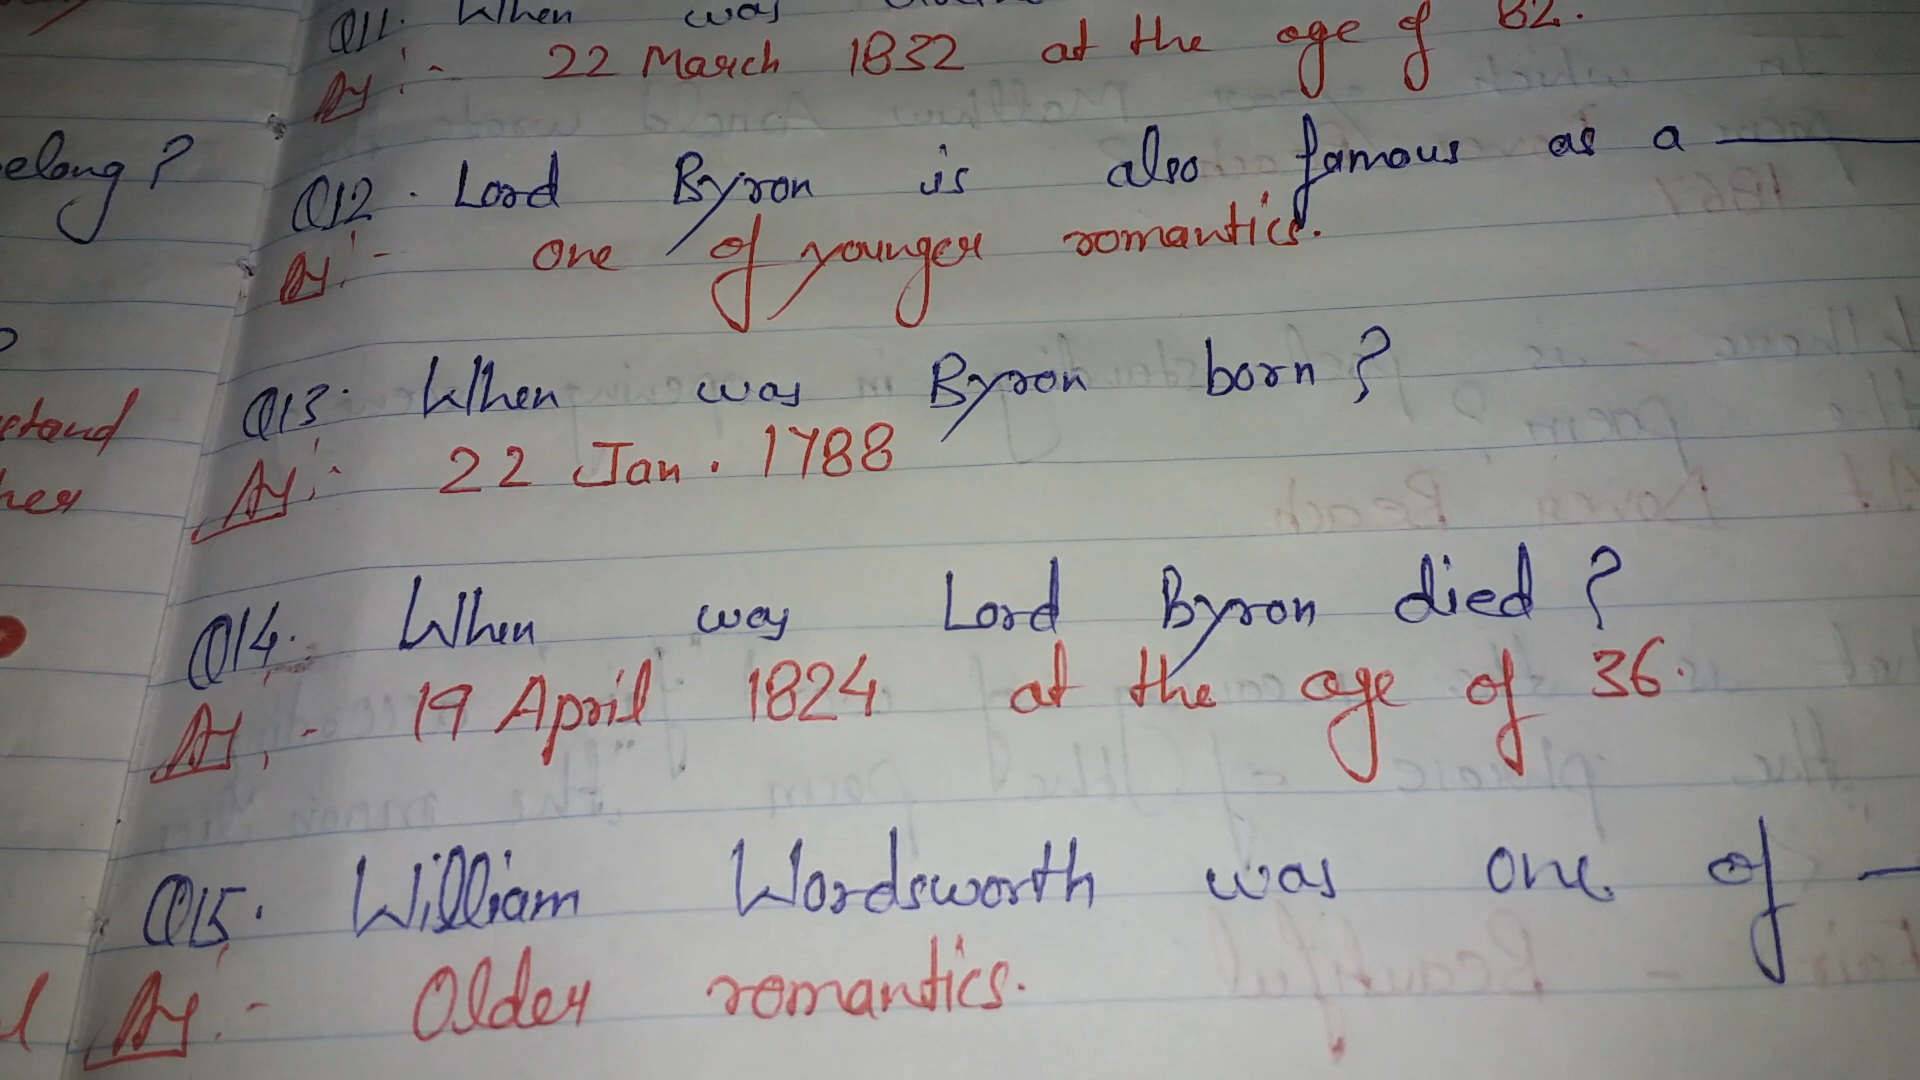 elong?
stand
her
Q11. When was
Ans:- 22 March 1832 at the age of 82.
Q12. Lord Byron is also famous as a ———
Ans:- one of younger romantics.
Q13. When was Byron born?
Ans:- 22 Jan. 1788
Q14. When was Lord Byron died?
Ans:- 19 April 1824 at the age of 36.
Q15. William Wordsworth was one of —
Ans:- Older romantics.